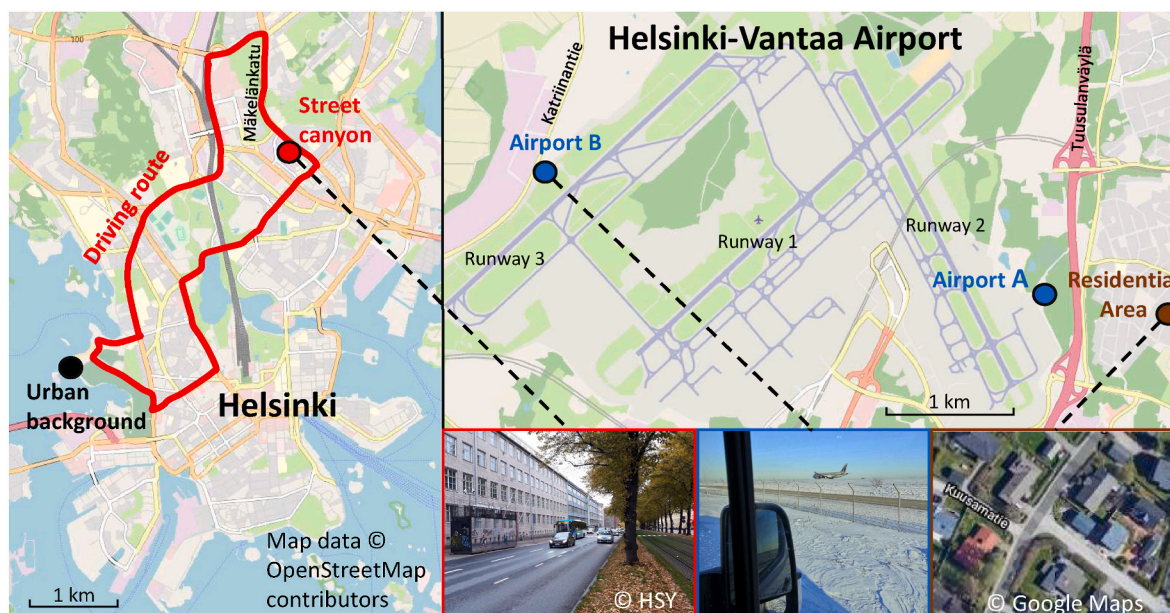 100
Mäkelänkatu
Street
canyon
Driving route
Urban
background
Helsinki
Map data ©
OpenStreetMap
contributors
1 km
Helsinki-Vantaa Airport
Katriinantie
Tuusulanväylä
Airport B
Runway 3
Runway 1
Runway 2
Airport A
Residentia
Area
1 km
© HSY
Kuusamatie
© Google Maps